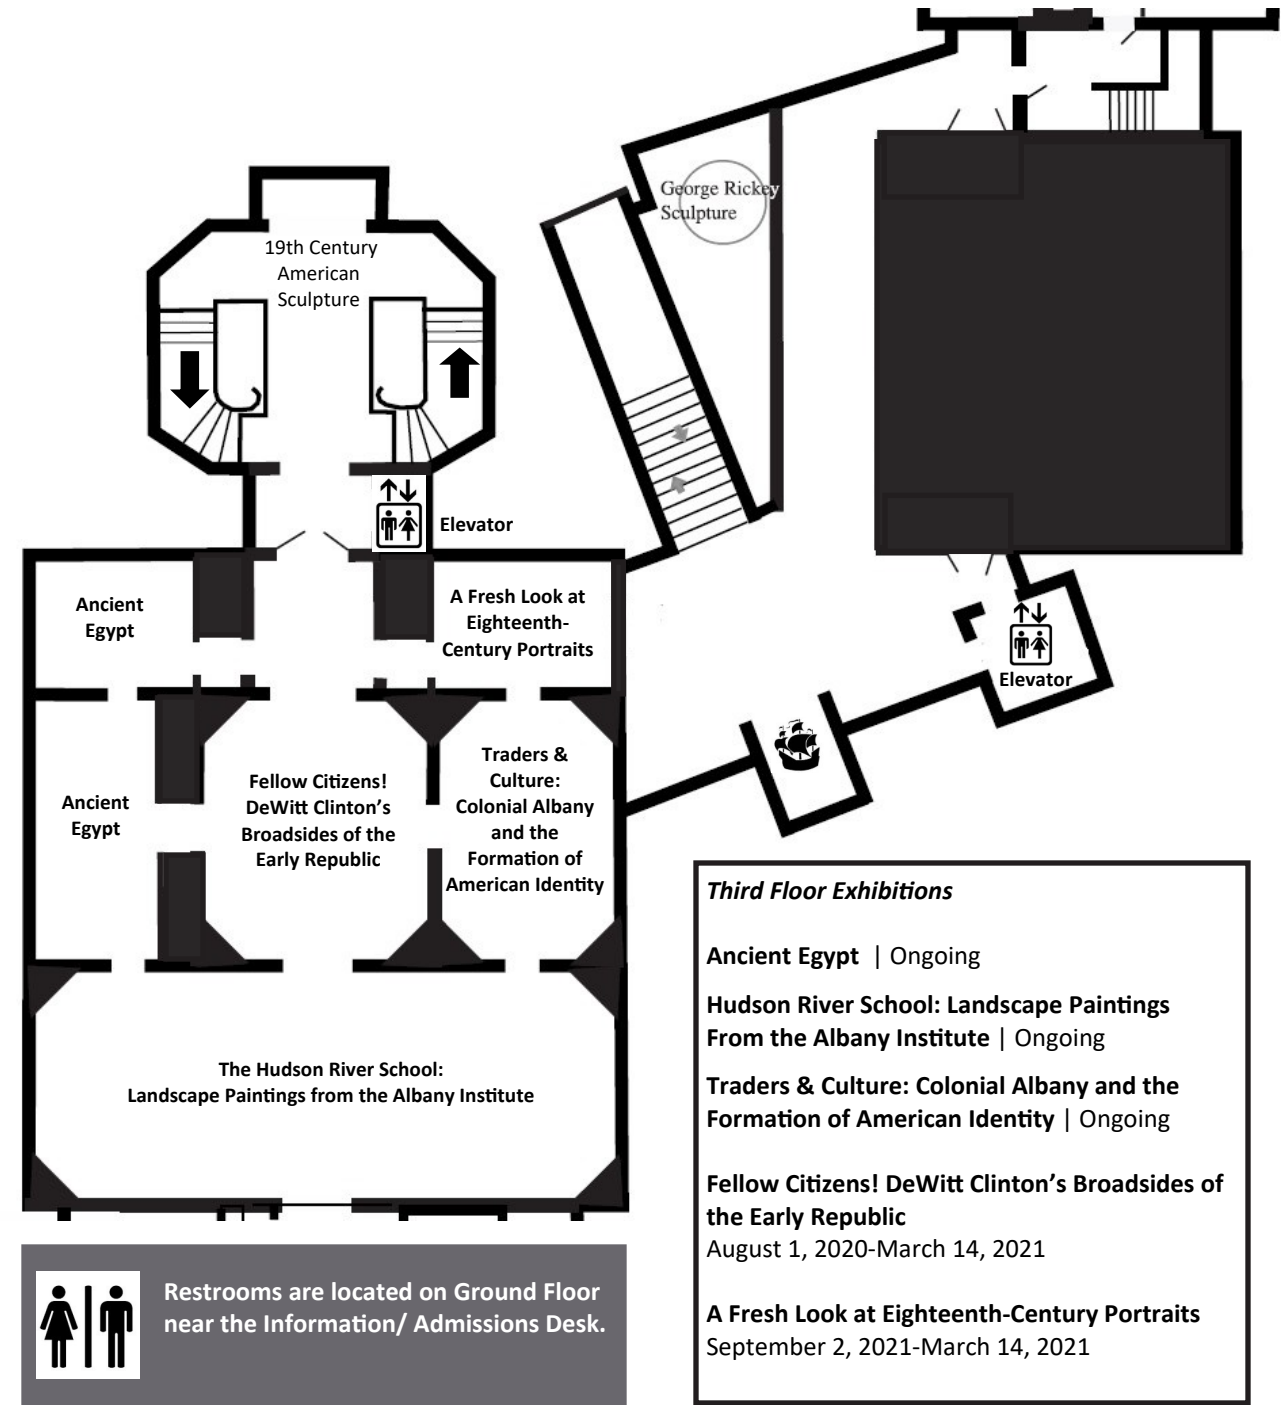 George Rickey
Sculpture
19th Century
American
Sculpture
Elevator
Ancient
Egypt
A Fresh Look at
Eighteenth-
Century Portraits
Elevator
Traders &
Culture:
Colonial Albany
and the
Formation of
American Identity
Fellow Citizens!
DeWitt Clinton’s
Broadsides of the
Early Republic
Ancient
Egypt
The Hudson River School:
Landscape Paintings from the Albany Institute
Third Floor Exhibitions
Ancient Egypt | Ongoing
Hudson River School: Landscape Paintings
From the Albany Institute | Ongoing
Traders & Culture: Colonial Albany and the
Formation of American Identity | Ongoing
Fellow Citizens! DeWitt Clinton’s Broadsides of
the Early Republic
August 1, 2020-March 14, 2021
A Fresh Look at Eighteenth-Century Portraits
September 2, 2021-March 14, 2021
Restrooms are located on Ground Floor
near the Information/ Admissions Desk.